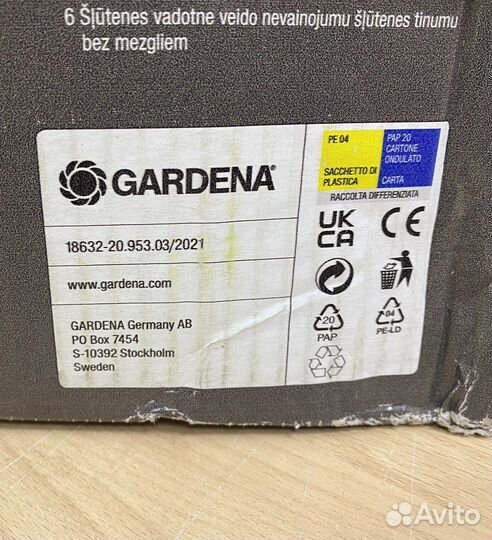 6 Šļūtenes vadotne veido nevainojumu šļūtenes tinumu
bez mezgliem
GARDENA®
18632-20.953.03/2021
www.gardena.com
GARDENA Germany AB
PO Box 7454
S-10392 Stockholm
Sweden
PE 04
SACCHETTO DI
PLASTICA
PAP 20
CARTONE
ONDULATO
CARTA
RACCOLTA DIFFERENZIATA
UK
CA
CE
20
PAP
04
PE-LD
Avito